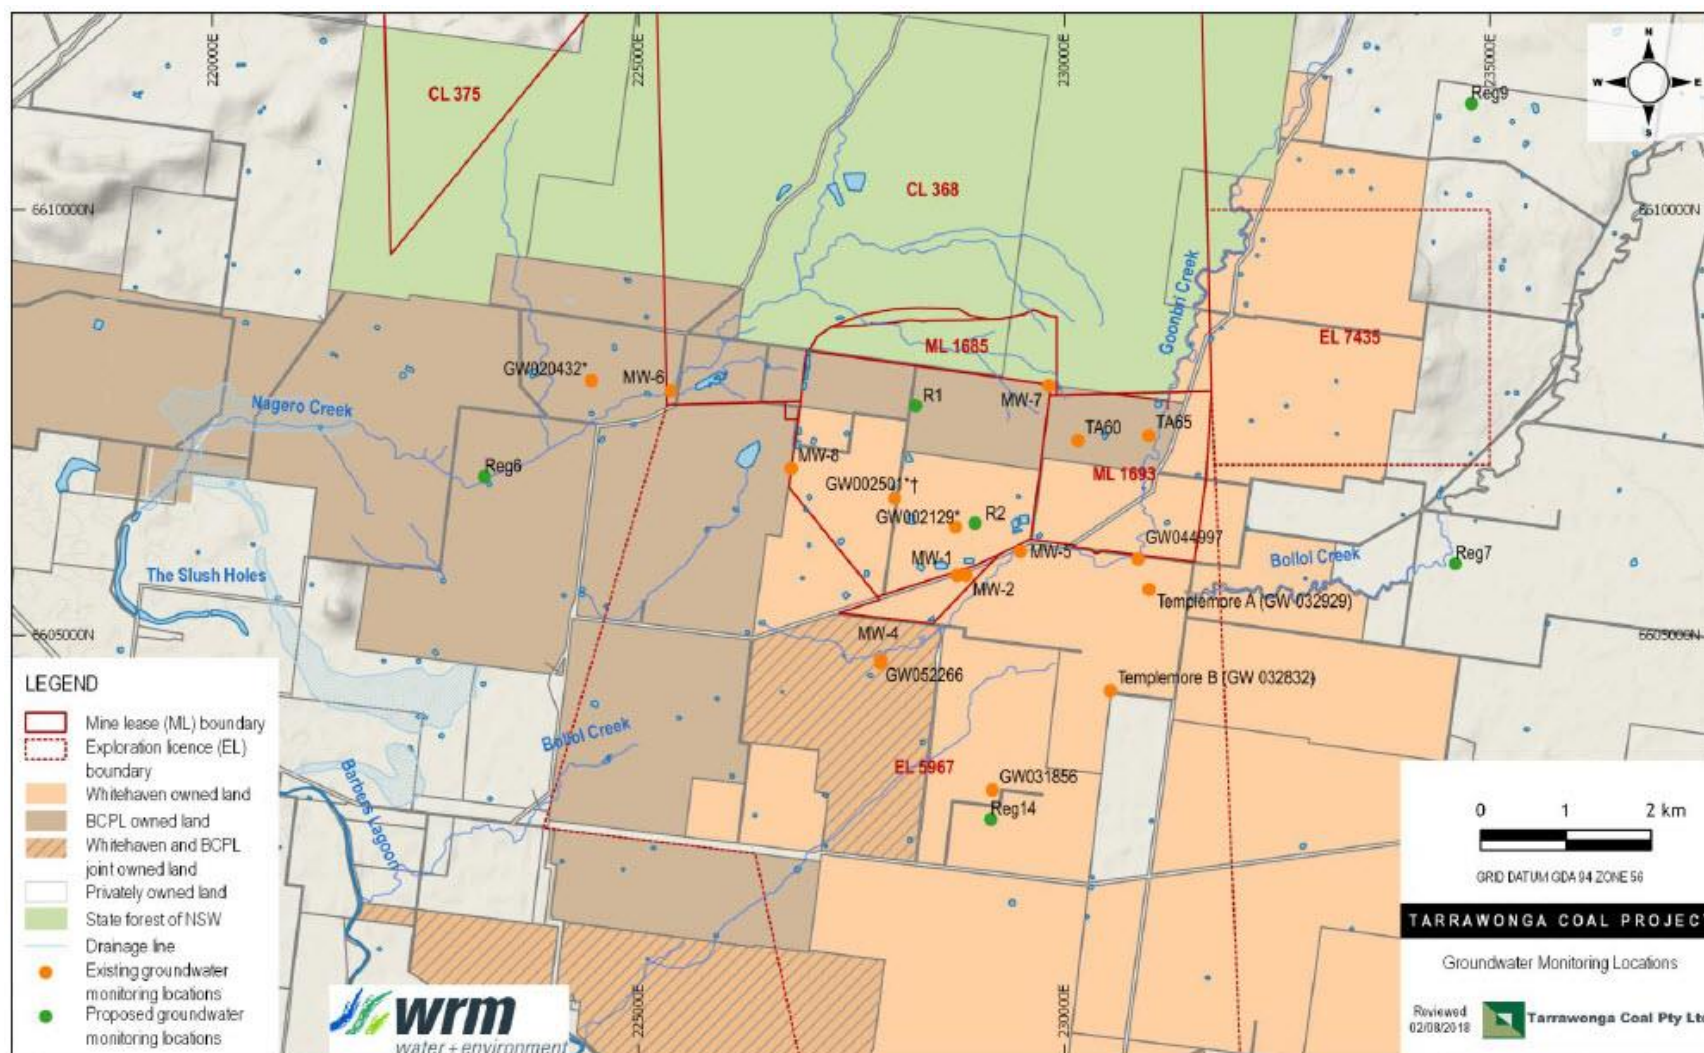 220000E
225000E
230000E
235000E
N
W
E
S
CL 375
Reg9
CL 368
6610000N
6610000N
Goonbri Creek
EL 7435
ML 1685
GW020432*
MW-6
MW-7
R1
Nagero Creek
TA60
TA65
MW-8
ML 1693
Reg6
GW002501*†
GW002129*
R2
GW044997
MW-1
MW-5
Bollol Creek
Reg7
The Slush Holes
MW-2
Templemore A (GW 032929)
6605000N
6605000N
MW-4
GW052266
Templemore B (GW 032832)
Bollol Creek
EL 5967
Barbers Lagoon
GW031856
Reg14
LEGEND
Mine lease (ML) boundary
Exploration licence (EL)
boundary
Whitehaven owned land
BCPL owned land
Whitehaven and BCPL
joint owned land
Privately owned land
State forest of NSW
Drainage line
Existing groundwater
monitoring locations
Proposed groundwater
monitoring locations
wrm
water + environment
225000E
230000E
0 1 2 km
GRID DATUM GDA 94 ZONE 56
TARRAWONGA COAL PROJECT
Groundwater Monitoring Locations
Reviewed
02/08/2018
Tarrawonga Coal Pty Ltd